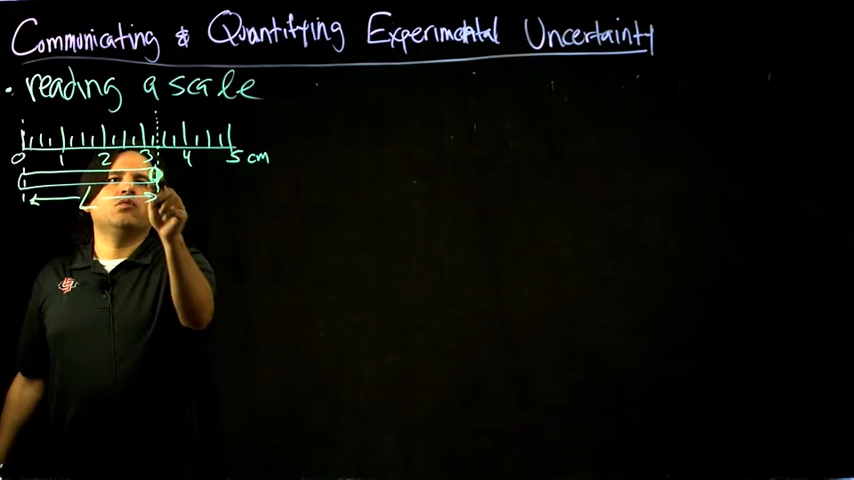 Communicating & Quantifying Experimental Uncertainty
• reading a scale
0 1 2 3 4 5 cm
L